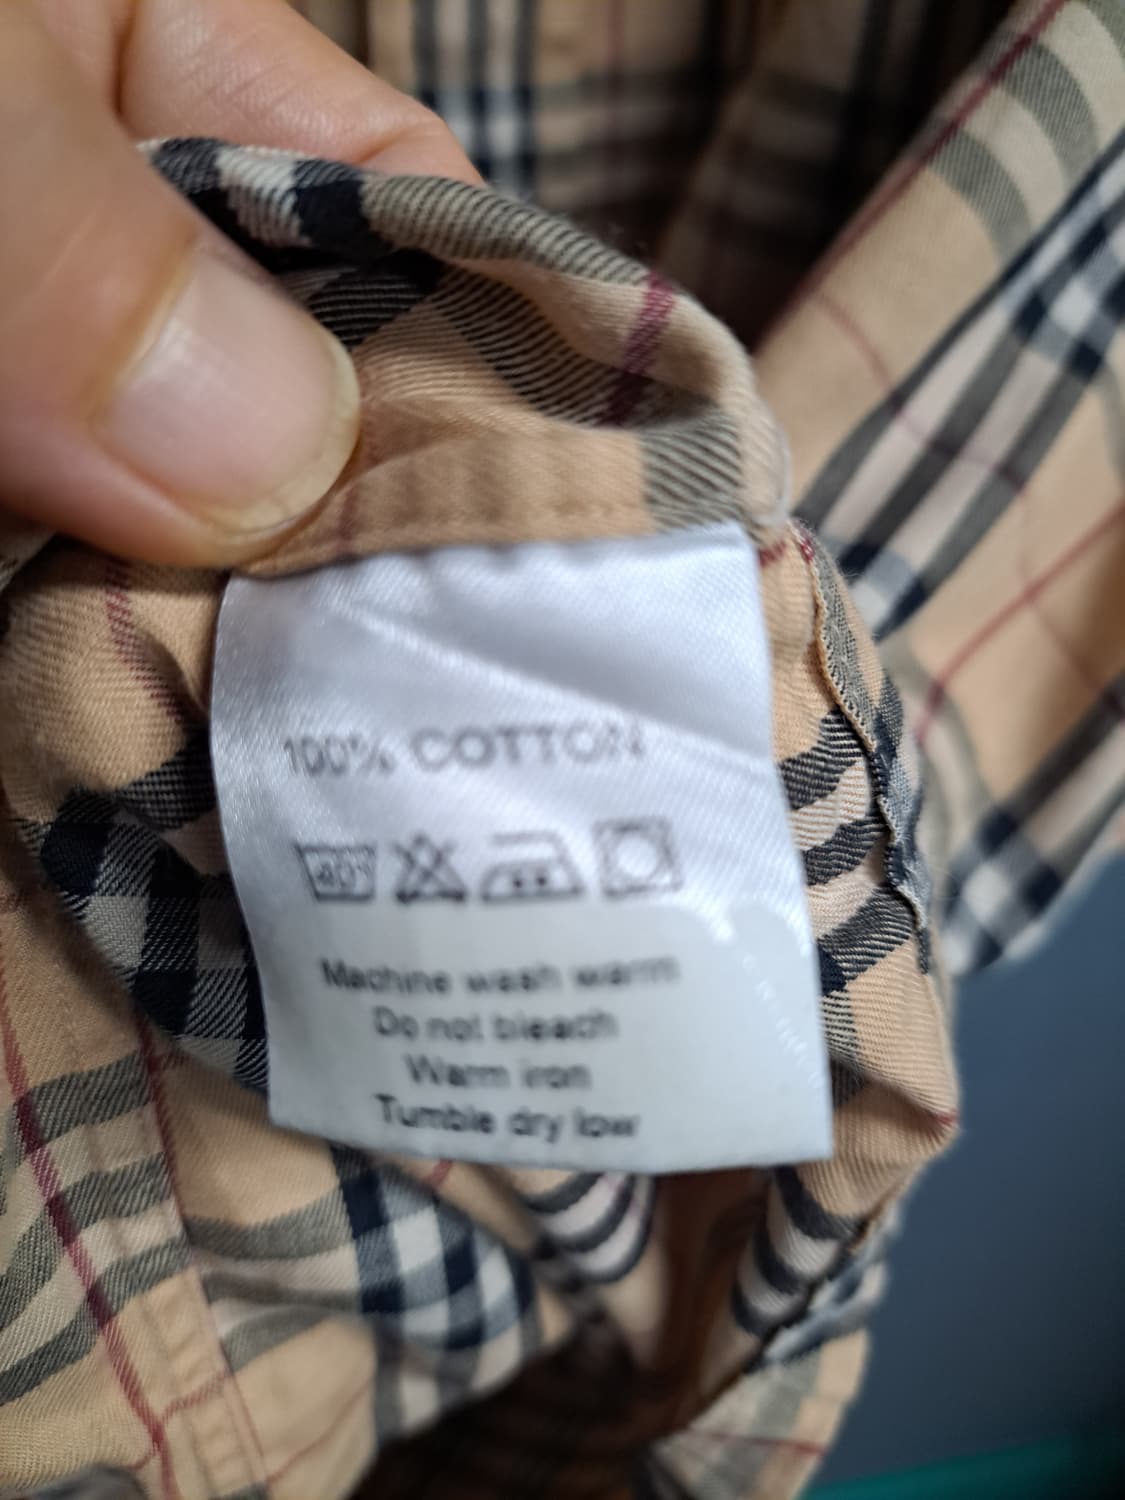 100% COTTON
40°
Machine wash warm
Do not bleach
Warm iron
Tumble dry low